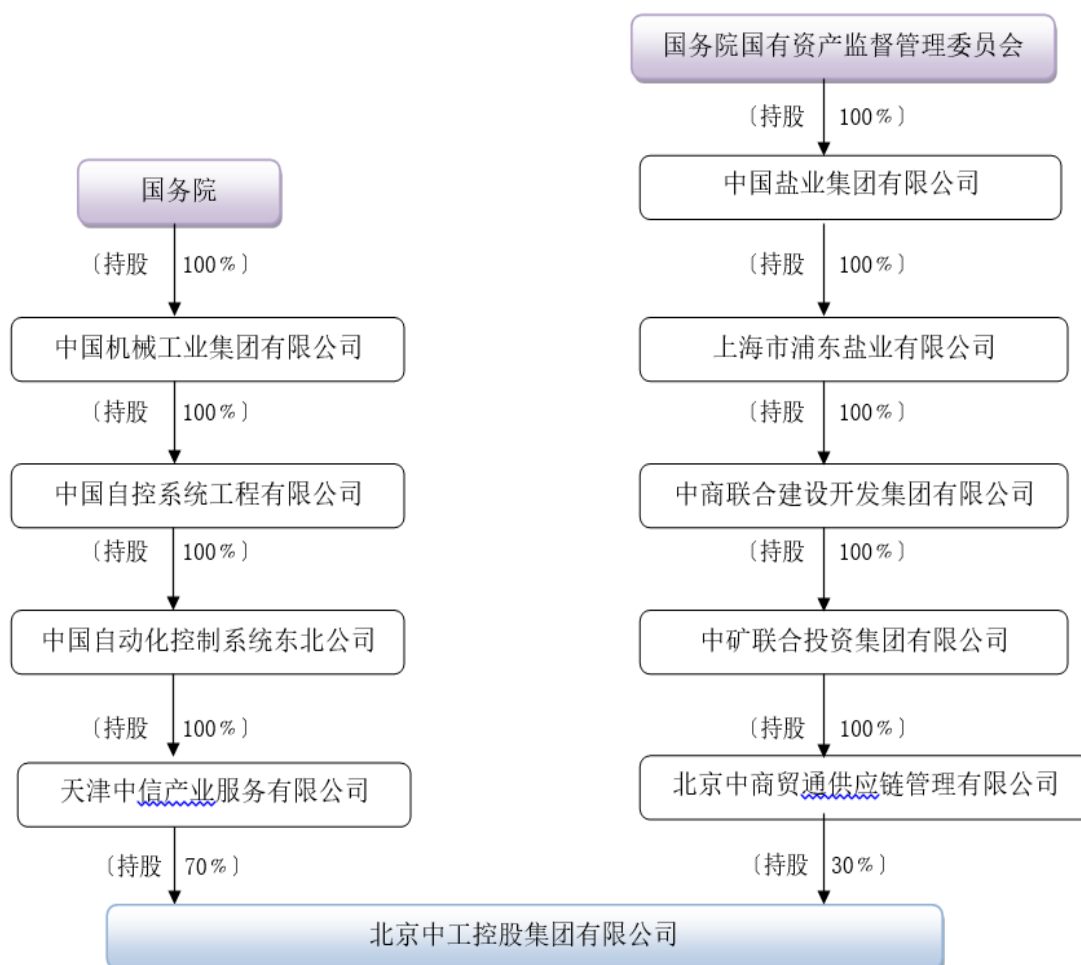 国务院国有资产监督管理委员会
〔持股 100%〕
中国盐业集团有限公司
〔持股 100%〕
上海市浦东盐业有限公司
〔持股 100%〕
中商联合建设开发集团有限公司
〔持股 100%〕
中矿联合投资集团有限公司
〔持股 100%〕
北京中商贸通供应链管理有限公司
〔持股 30%〕
国务院
〔持股 100%〕
中国机械工业集团有限公司
〔持股 100%〕
中国自控系统工程有限公司
〔持股 100%〕
中国自动化控制系统东北公司
〔持股 100%〕
天津中信产业服务有限公司
〔持股 70%〕
北京中工控股集团有限公司